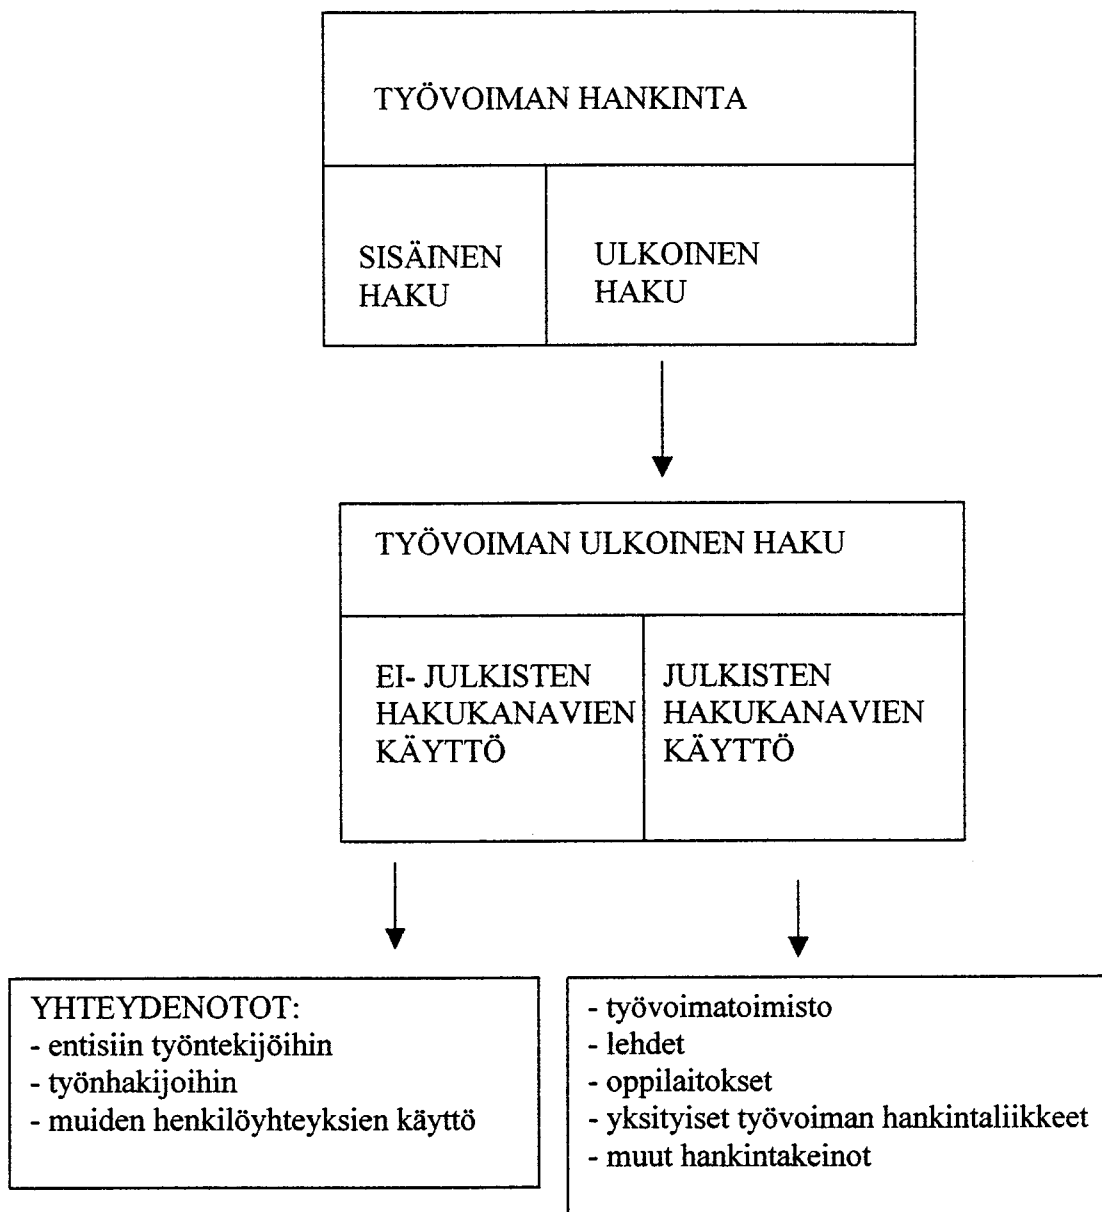 TYÖVOIMAN HANKINTA
SISÄINEN
HAKU
ULKOINEN
HAKU
TYÖVOIMAN ULKOINEN HAKU
EI- JULKISTEN
HAKUKANAVIEN
KÄYTTÖ
JULKISTEN
HAKUKANAVIEN
KÄYTTÖ
YHTEYDENOTOT:
- entisiin työntekijöihin
- työnhakijoihin
- muiden henkilöyhteyksien käyttö
- työvoimatoimisto
- lehdet
- oppilaitokset
- yksityiset työvoiman hankintaliikkeet
- muut hankintakeinot